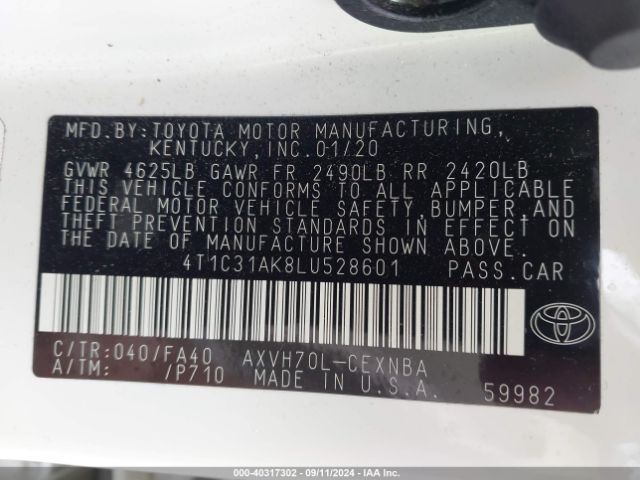 MFD.BY:TOYOTA MOTOR MANUFACTURING,
KENTUCKY,INC.01/20
GVWR 4625LB GAWR FR 2490LB RR 2420LB
THIS VEHICLE CONFORMS TO ALL APPLICABLE
FEDERAL MOTOR VEHICLE SAFETY,BUMPER,AND
THEFT PREVENTION STANDARDS IN EFFECT ON
THE DATE OF MANUFACTURE SHOWN ABOVE.
4T1C31AK8LU528601 PASS.CAR
C/TR:040/FA40 AXVH70L-CEXNBA
A/TM: /P710 MADE IN U.S.A. 59982
000 - 40317302 - 09/11/2024 - IAAI.COM